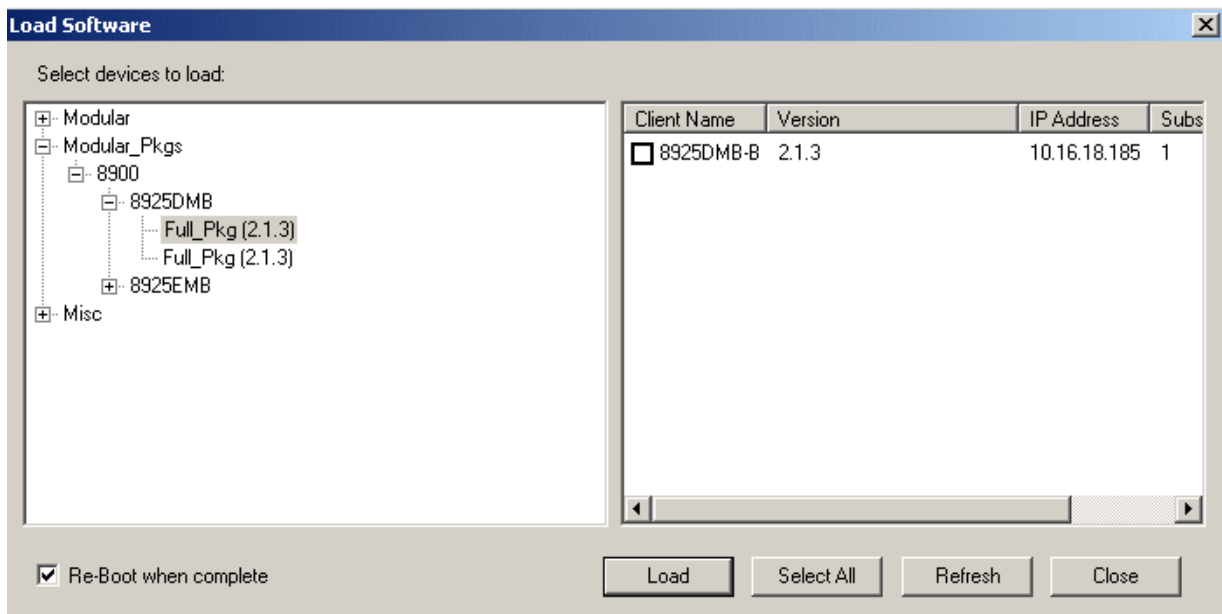 Load Software
Select devices to load:
Modular
Modular_Pkgs
8900
8925DMB
Full_Pkg (2.1.3)
Full_Pkg (2.1.3)
8925EMB
Misc
Client Name Version IP Address Subs
8925DMB-B 2.1.3 10.16.18.185 1
Re-Boot when complete
Load Select All Refresh Close